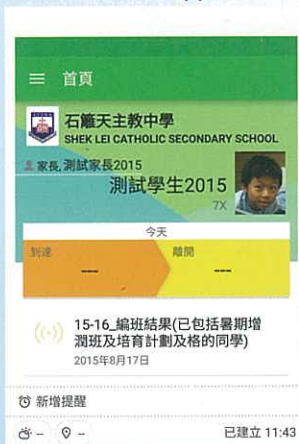 首頁
石籬天主教中學
SHEK LEI CATHOLIC SECONDARY SCHOOL
家長, 測試家長2015
測試學生2015
7X
今天
到達 離開
--- ---
15-16_編班結果(已包括暑期增
潤班及培育計劃及格的同學)
2015年8月17日
新增提醒
-- -- 已建立 11:43